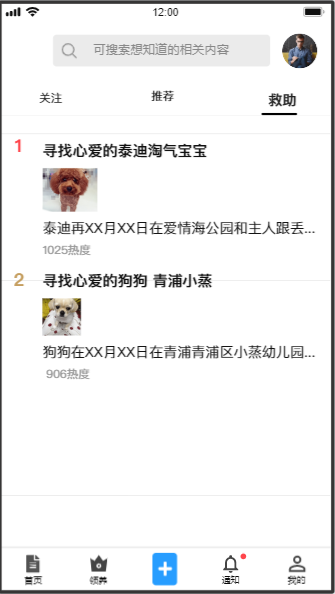 12:00
可搜索想知道的相关内容
关注 推荐 救助
1 寻找心爱的泰迪淘气宝宝
泰迪再XX月XX日在爱情海公园和主人跟丢...
1025热度
2 寻找心爱的狗狗 青浦小蒸
狗狗在XX月XX日在青浦青浦区小蒸幼儿园...
906热度
首页 领养 通知 我的